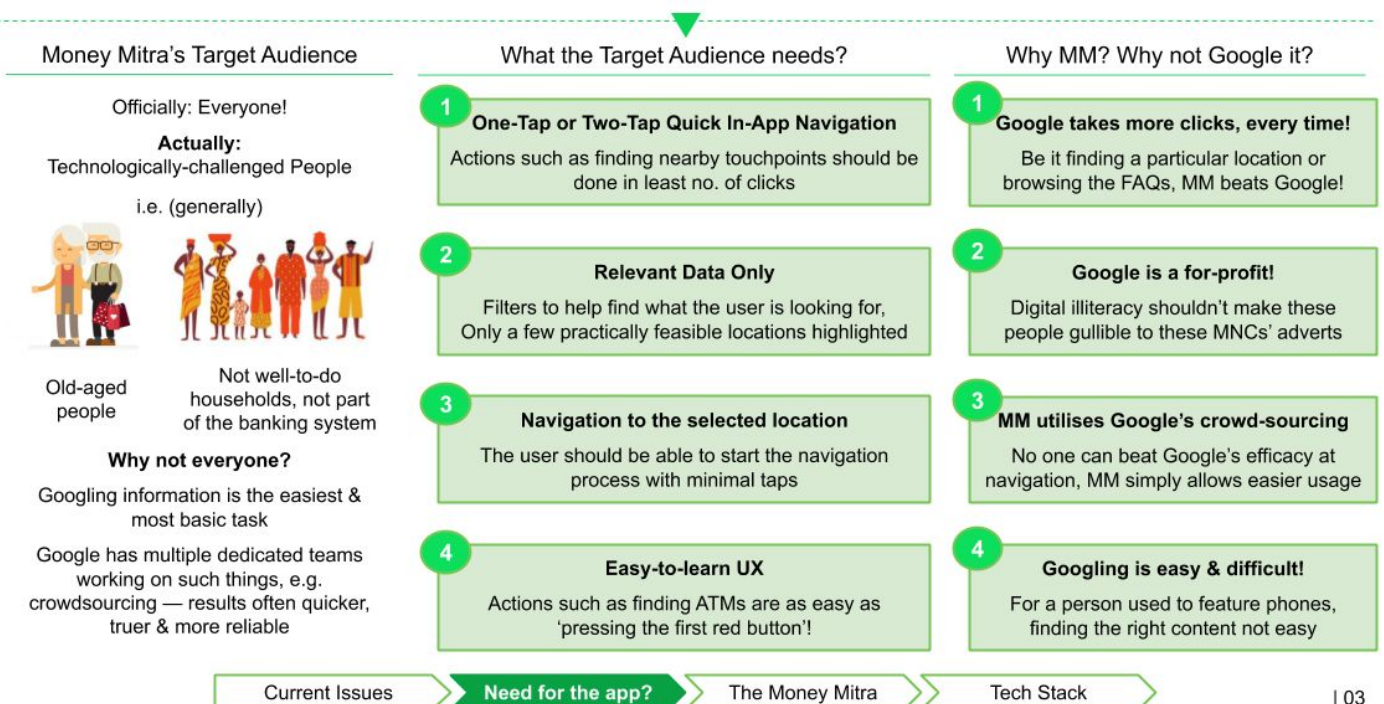 Money Mitra's Target Audience
Officially: Everyone!
Actually:
Technologically-challenged People
i.e. (generally)
Old-aged
people
Not well-to-do
households, not part
of the banking system
Why not everyone?
Googling information is the easiest &
most basic task
Google has multiple dedicated teams
working on such things, e.g.
crowdsourcing — results often quicker,
truer & more reliable
What the Target Audience needs?
1
One-Tap or Two-Tap Quick In-App Navigation
Actions such as finding nearby touchpoints should be
done in least no. of clicks
2
Relevant Data Only
Filters to help find what the user is looking for,
Only a few practically feasible locations highlighted
3
Navigation to the selected location
The user should be able to start the navigation
process with minimal taps
4
Easy-to-learn UX
Actions such as finding ATMs are as easy as
'pressing the first red button'!
Why MM? Why not Google it?
1
Google takes more clicks, every time!
Be it finding a particular location or
browsing the FAQs, MM beats Google!
2
Google is a for-profit!
Digital illiteracy shouldn't make these
people gullible to these MNCs' adverts
3
MM utilises Google's crowd-sourcing
No one can beat Google's efficacy at
navigation, MM simply allows easier usage
4
Googling is easy & difficult!
For a person used to feature phones,
finding the right content not easy
Current Issues
Need for the app?
The Money Mitra
Tech Stack
| 03